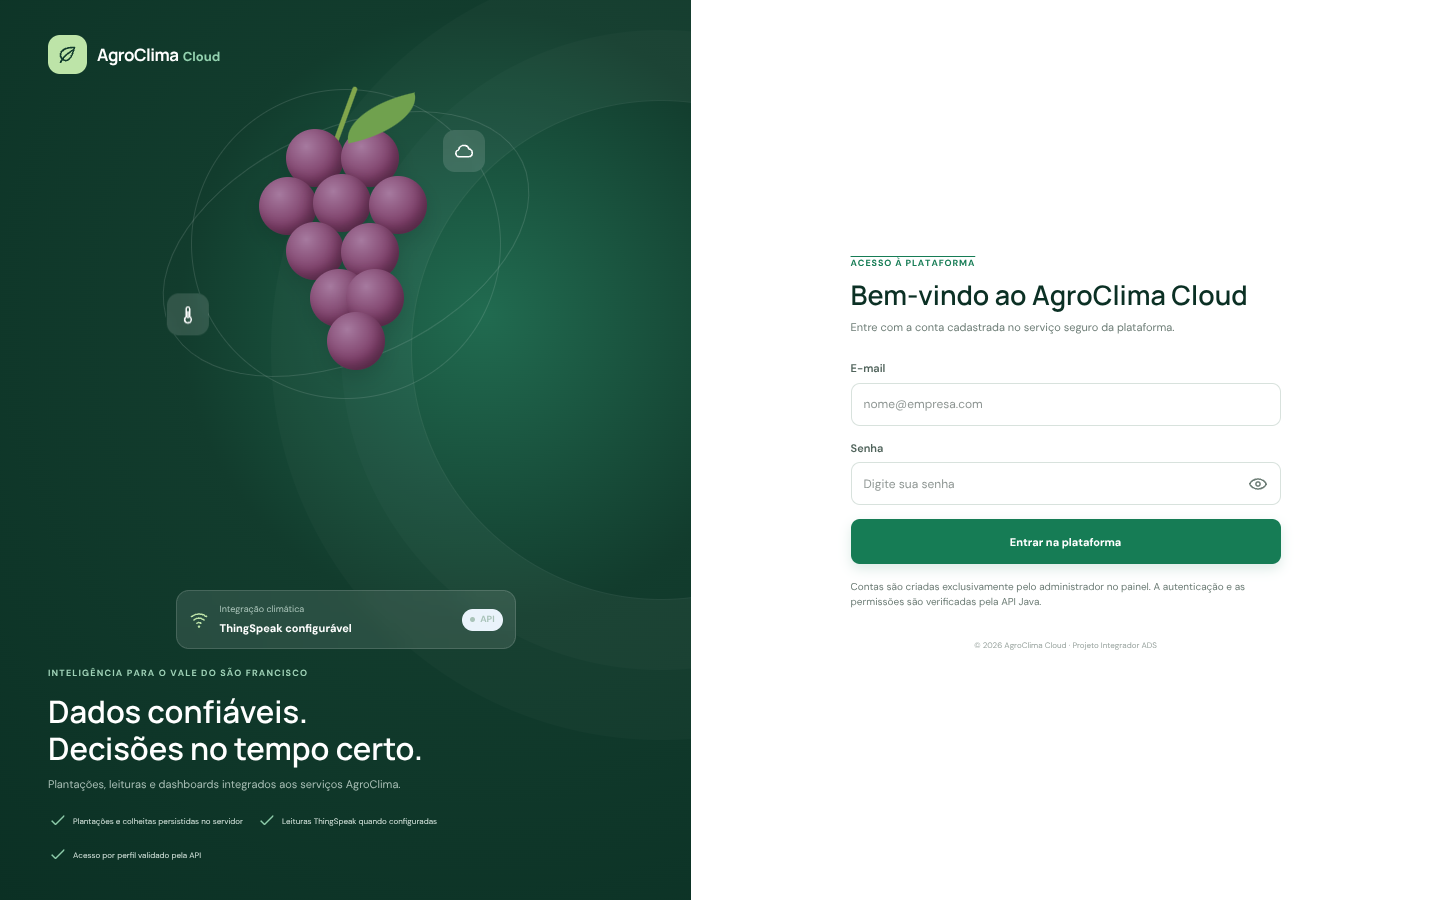 AgroClima Cloud
Integração climática
ThingSpeak configurável
API
INTELIGÊNCIA PARA O VALE DO SÃO FRANCISCO
Dados confiáveis.
Decisões no tempo certo.
Plantações, leituras e dashboards integrados aos serviços AgroClima.
Plantações e colheitas persistidas no servidor
Leituras ThingSpeak quando configuradas
Acesso por perfil validado pela API
ACESSO À PLATAFORMA
Bem-vindo ao AgroClima Cloud
Entre com a conta cadastrada no serviço seguro da plataforma.
E-mail
nome@empresa.com
Senha
Digite sua senha
Entrar na plataforma
Contas são criadas exclusivamente pelo administrador no painel. A autenticação e as
permissões são verificadas pela API Java.
© 2026 AgroClima Cloud · Projeto Integrador ADS